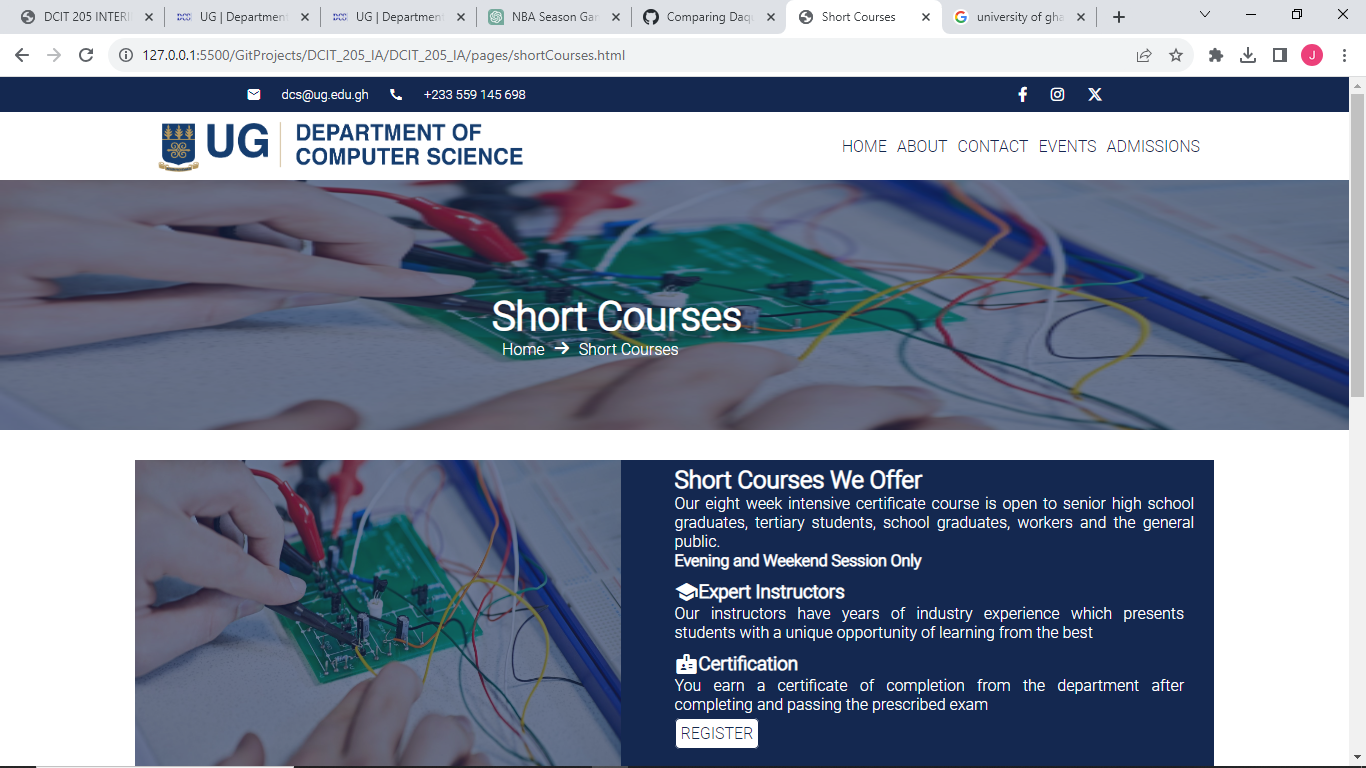 DCIT 205 INTERI
UG | Department
UG | Department
NBA Season Gam
Comparing Daqu
Short Courses
university of gha
127.0.0.1:5500/GitProjects/DCIT_205_IA/DCIT_205_IA/pages/shortCourses.html
J
dcs@ug.edu.gh
+233 559 145 698
UG
DEPARTMENT OF
COMPUTER SCIENCE
HOME ABOUT CONTACT EVENTS ADMISSIONS
Short Courses
Home → Short Courses
Short Courses We Offer
Our eight week intensive certificate course is open to senior high school
graduates, tertiary students, school graduates, workers and the general
public.
Evening and Weekend Session Only
Expert Instructors
Our instructors have years of industry experience which presents
students with a unique opportunity of learning from the best
Certification
You earn a certificate of completion from the department after
completing and passing the prescribed exam
REGISTER